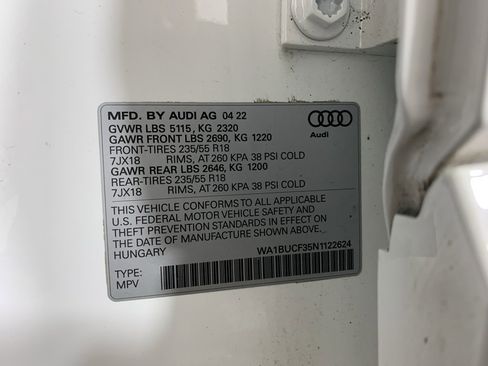 MFD. BY AUDI AG 04 22
GVWR LBS 5115, KG 2320
GAWR FRONT LBS 2690, KG 1220
FRONT-TIRES 235/55 R18
7JX18 RIMS, AT 260 KPA 38 PSI COLD
GAWR REAR LBS 2646, KG 1200
REAR-TIRES 235/55 R18
7JX18 RIMS, AT 260 KPA 38 PSI COLD
Audi
THIS VEHICLE CONFORMS TO ALL APPLICABLE
U.S. FEDERAL MOTOR VEHICLE SAFETY AND
THEFT PREVENTION STANDARDS IN EFFECT ON
THE DATE OF MANUFACTURE SHOWN ABOVE.
HUNGARY
WA1BUCF35N1122624
TYPE:
MPV